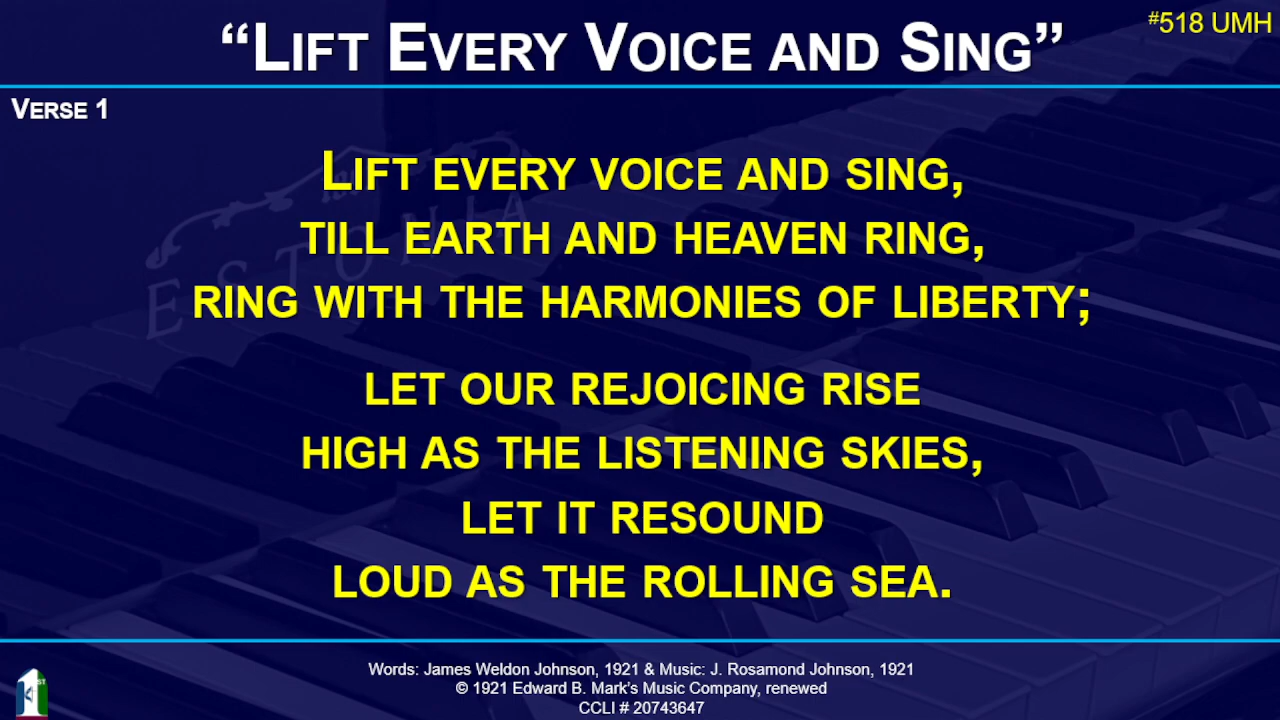 “LIFT EVERY VOICE AND SING”
#518 UMH
VERSE 1
LIFT EVERY VOICE AND SING,
TILL EARTH AND HEAVEN RING,
RING WITH THE HARMONIES OF LIBERTY;
LET OUR REJOICING RISE
HIGH AS THE LISTENING SKIES,
LET IT RESOUND
LOUD AS THE ROLLING SEA.
ESTONIA
Words: James Weldon Johnson, 1921 & Music: J. Rosamond Johnson, 1921
© 1921 Edward B. Mark’s Music Company, renewed
CCLI # 20743647